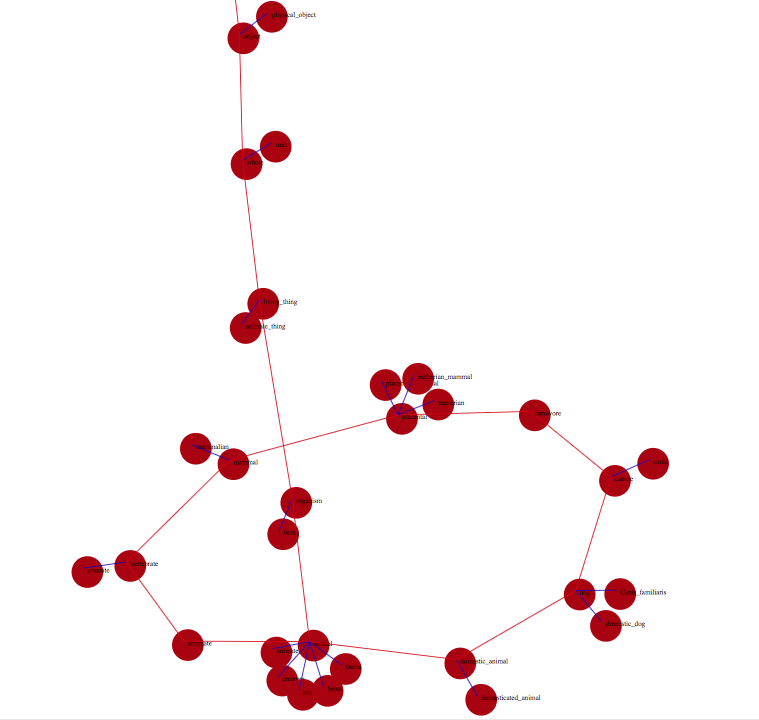 physical_object
object
unit
whole
living_thing
animate_thing
eutherian_mammal
placental
eutherian
carnivore
mammalian
mammal
canid
canine
organism
being
vertebrate
craniate
dog
Canis_familiaris
domestic_dog
chordate
animal
animate
domestic_animal
fauna
creature
beast
domesticated_animal